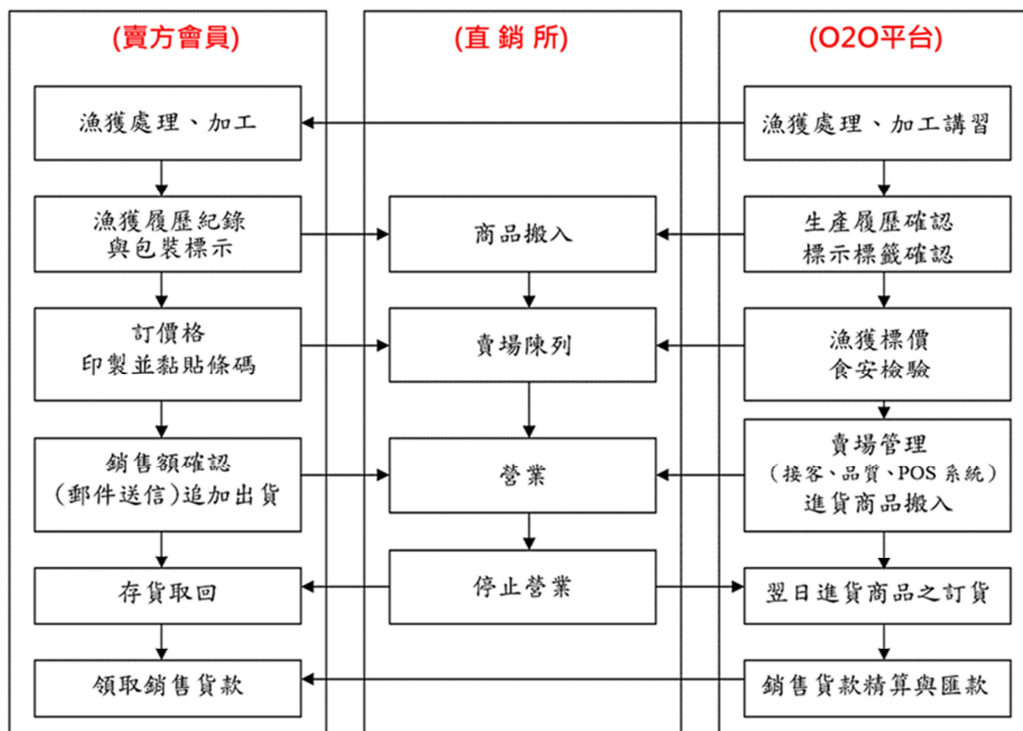 (賣方會員)
漁獲處理、加工
漁獲履歷紀錄
與包裝標示
訂價格
印製並黏貼條碼
銷售額確認
(郵件送信)追加出貨
存貨取回
領取銷售貨款
(直銷所)
商品搬入
賣場陳列
營業
停止營業
(O2O平台)
漁獲處理、加工講習
生產履歷確認
標示標籤確認
漁獲標價
食安檢驗
賣場管理
(接客、品質、POS 系統)
進貨商品搬入
翌日進貨商品之訂貨
銷售貨款精算與匯款